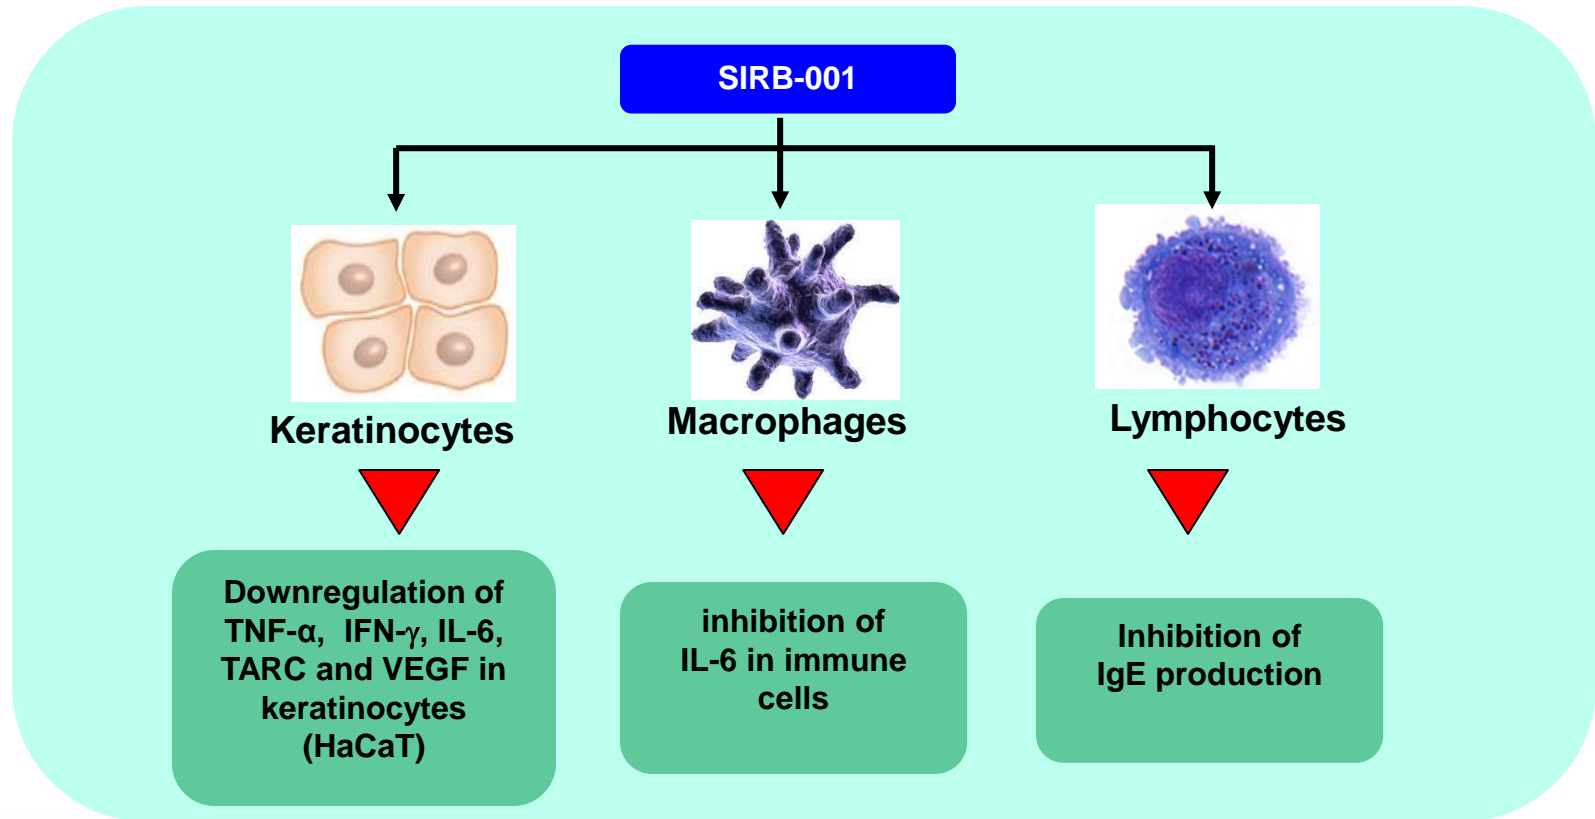 SIRB-001
Keratinocytes
Macrophages
Lymphocytes
Downregulation of
TNF-α, IFN-γ, IL-6,
TARC and VEGF in
keratinocytes
(HaCaT)
inhibition of
IL-6 in immune
cells
Inhibition of
IgE production